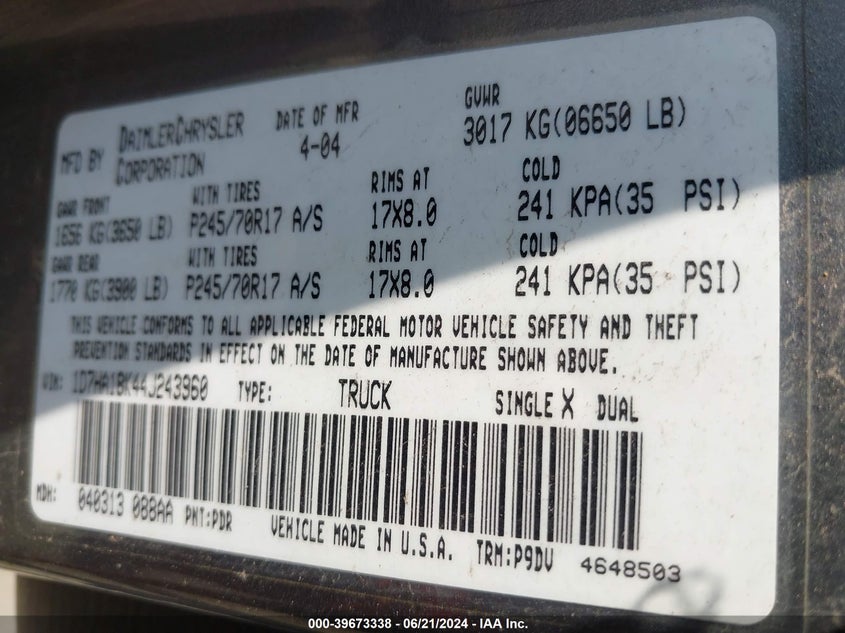 MFD BY DAIMLERCHRYSLER CORPORATION DATE OF MFR 4-04 GVWR 3017 KG(06650 LB)
GAWR FRONT WITH TIRES RIMS AT COLD
1656 KG(3650 LB) P245/70R17 A/S 17X8.0 241 KPA(35 PSI)
GAWR REAR WITH TIRES RIMS AT COLD
1770 KG(3900 LB) P245/70R17 A/S 17X8.0 241 KPA(35 PSI)
THIS VEHICLE CONFORMS TO ALL APPLICABLE FEDERAL MOTOR VEHICLE SAFETY AND THEFT
PREVENTION STANDARDS IN EFFECT ON THE DATE OF MANUFACTURE SHOWN ABOVE.
VIN: 1D7HA18K44J243960 TYPE: TRUCK SINGLE X DUAL
MDH: 040313 088AA PNT:PDR VEHICLE MADE IN U.S.A. TRM:P9DV 4648503
000-39673338 - 06/21/2024 - IAA Inc.